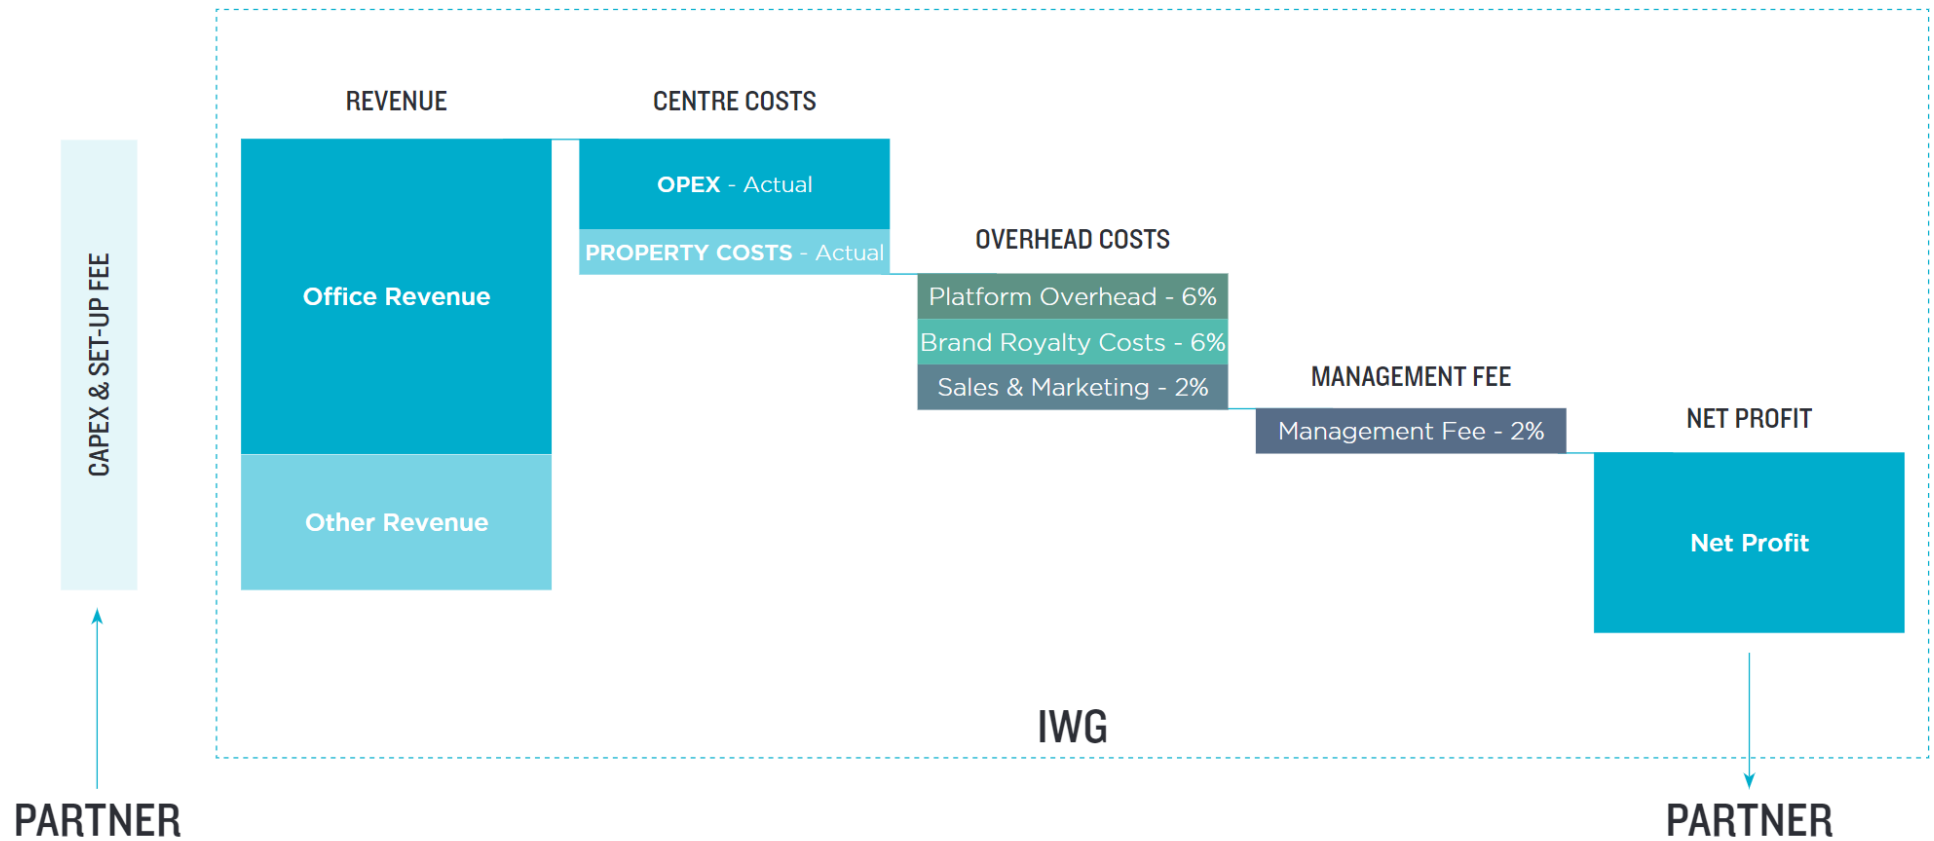 REVENUE
CENTRE COSTS
CAPEX & SET-UP FEE
Office Revenue
Other Revenue
OPEX - Actual
PROPERTY COSTS - Actual
OVERHEAD COSTS
Platform Overhead - 6%
Brand Royalty Costs - 6%
Sales & Marketing - 2%
MANAGEMENT FEE
Management Fee - 2%
NET PROFIT
Net Profit
IWG
PARTNER
PARTNER